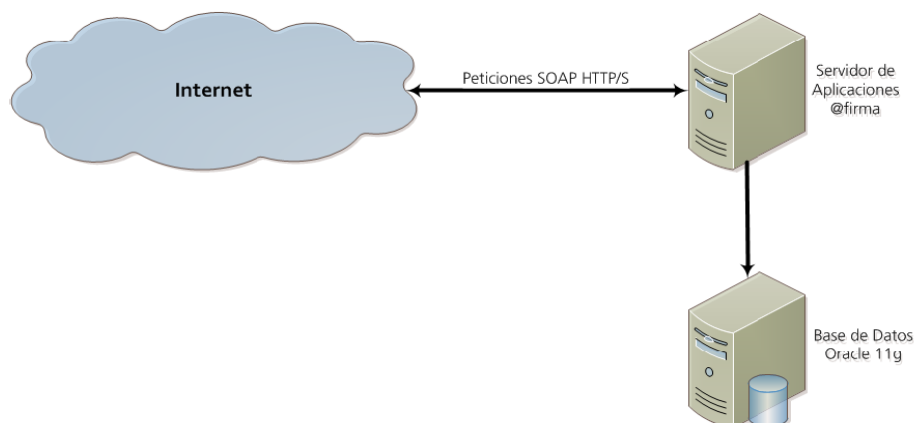 Internet
Peticiones SOAP HTTP/S
Servidor de
Aplicaciones
@firma
Base de Datos
Oracle 11g